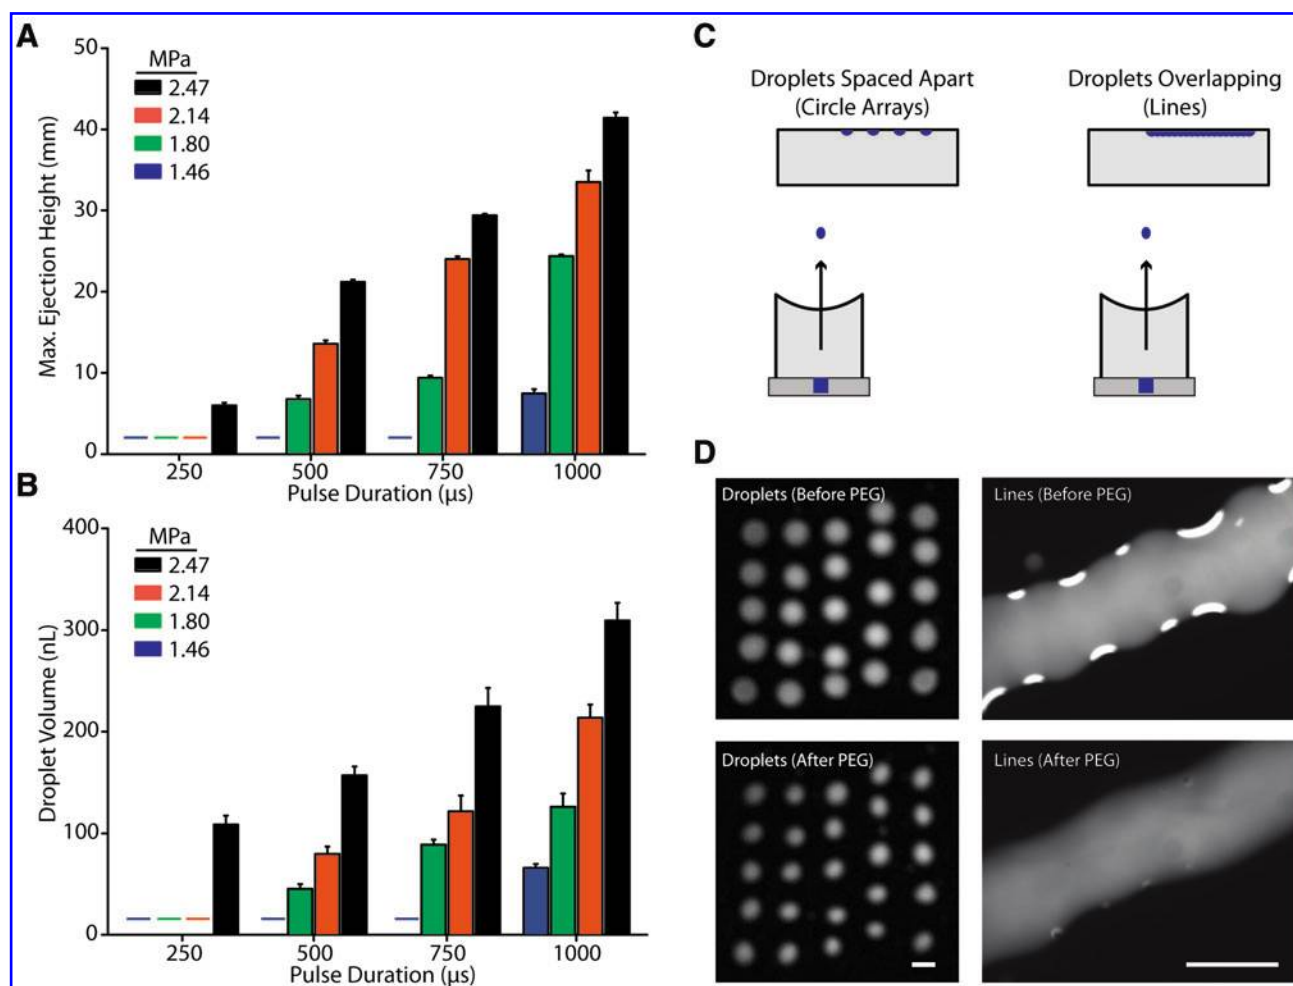 A
MPa
2.47
2.14
1.80
1.46
Max. Ejection Height (mm)
50
40
30
20
10
0
250
500
750
1000
Pulse Duration (μs)
B
MPa
2.47
2.14
1.80
1.46
Droplet Volume (nL)
400
300
200
100
0
250
500
750
1000
Pulse Duration (μs)
C
Droplets Spaced Apart
(Circle Arrays)
Droplets Overlapping
(Lines)
D
Droplets (Before PEG)
Lines (Before PEG)
Droplets (After PEG)
Lines (After PEG)